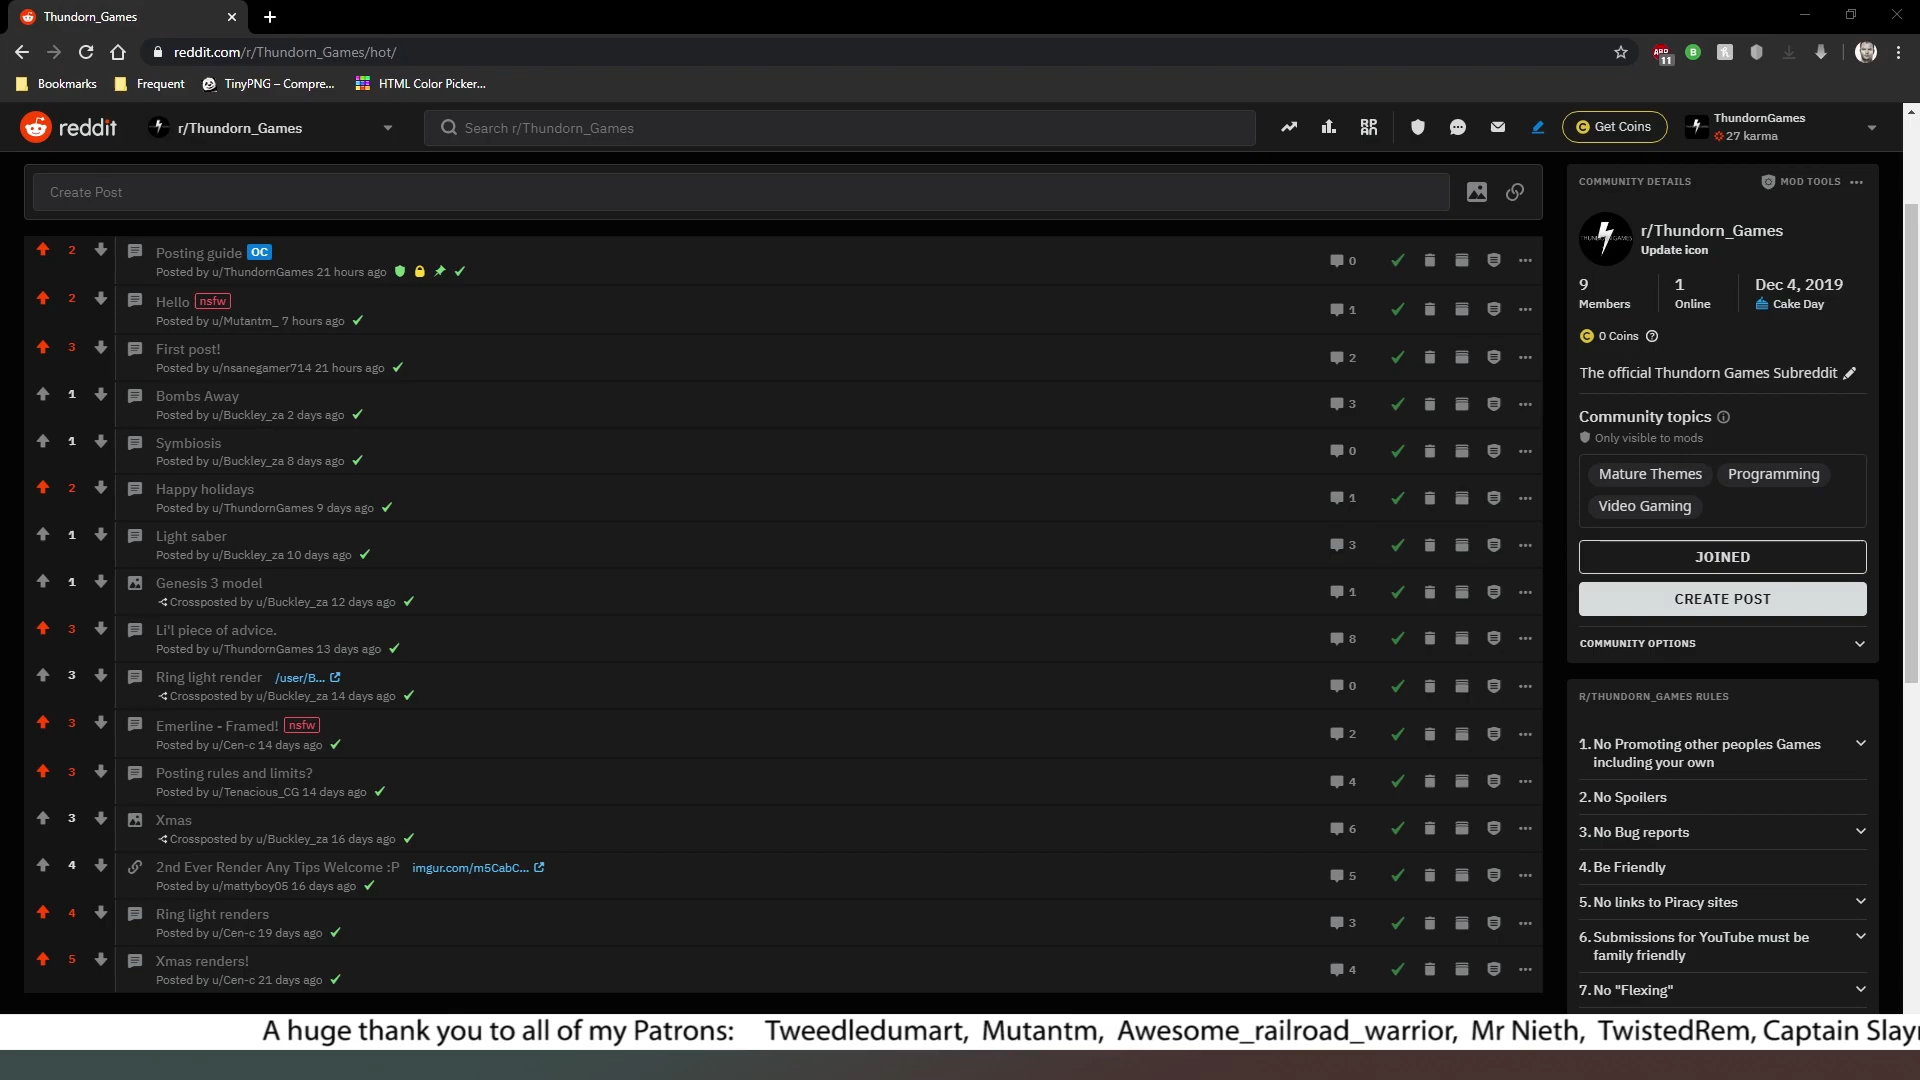 Thundorn_Games
reddit.com/r/Thundorn_Games/hot/
11
Bookmarks Frequent TinyPNG – Compre... HTML Color Picker...
reddit r/Thundorn_Games Search r/Thundorn_Games Get Coins ThundornGames
27 karma
Create Post
2 Posting guide OC
Posted by u/ThundornGames 21 hours ago 0
2 Hello nsfw
Posted by u/Mutantm_ 7 hours ago 1
3 First post!
Posted by u/nsanegamer714 21 hours ago 2
1 Bombs Away
Posted by u/Buckley_za 2 days ago 3
1 Symbiosis
Posted by u/Buckley_za 8 days ago 0
2 Happy holidays
Posted by u/ThundornGames 9 days ago 1
1 Light saber
Posted by u/Buckley_za 10 days ago 3
1 Genesis 3 model
Crossposted by u/Buckley_za 12 days ago 1
3 Li'l piece of advice.
Posted by u/ThundornGames 13 days ago 8
3 Ring light render /user/B...
Crossposted by u/Buckley_za 14 days ago 0
3 Emerline - Framed! nsfw
Posted by u/Cen-c 14 days ago 2
3 Posting rules and limits?
Posted by u/Tenacious_CG 14 days ago 4
3 Xmas
Crossposted by u/Buckley_za 16 days ago 6
4 2nd Ever Render Any Tips Welcome :P imgur.com/m5CabC...
Posted by u/mattyboy05 16 days ago 5
4 Ring light renders
Posted by u/Cen-c 19 days ago 3
5 Xmas renders!
Posted by u/Cen-c 21 days ago 4
COMMUNITY DETAILS MOD TOOLS
r/Thundorn_Games
Update icon
9 1 Dec 4, 2019
Members Online Cake Day
0 Coins
The official Thundorn Games Subreddit
Community topics
Only visible to mods
Mature Themes Programming
Video Gaming
JOINED
CREATE POST
COMMUNITY OPTIONS
R/THUNDORN_GAMES RULES
1. No Promoting other peoples Games
including your own
2. No Spoilers
3. No Bug reports
4. Be Friendly
5. No links to Piracy sites
6. Submissions for YouTube must be
family friendly
7. No "Flexing"
A huge thank you to all of my Patrons: Tweedledumart, Mutantm, Awesome_railroad_warrior, Mr Nieth, TwistedRem, Captain Slay